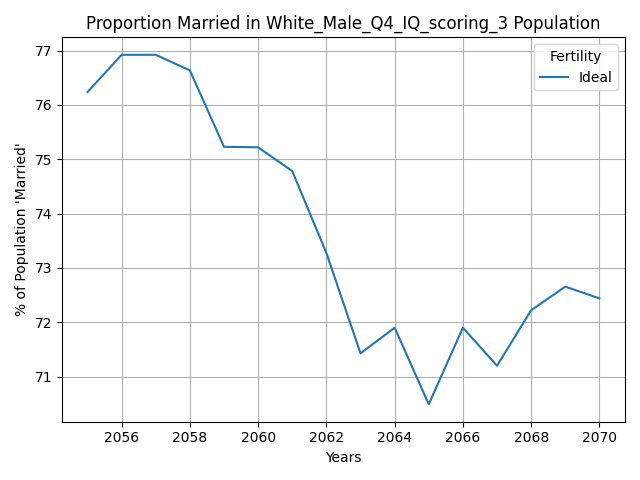 Proportion Married in White_Male_Q4_IQ_scoring_3 Population
77
76
75
74
73
72
71
% of Population 'Married'
Fertility
Ideal
2056 2058 2060 2062 2064 2066 2068 2070
Years